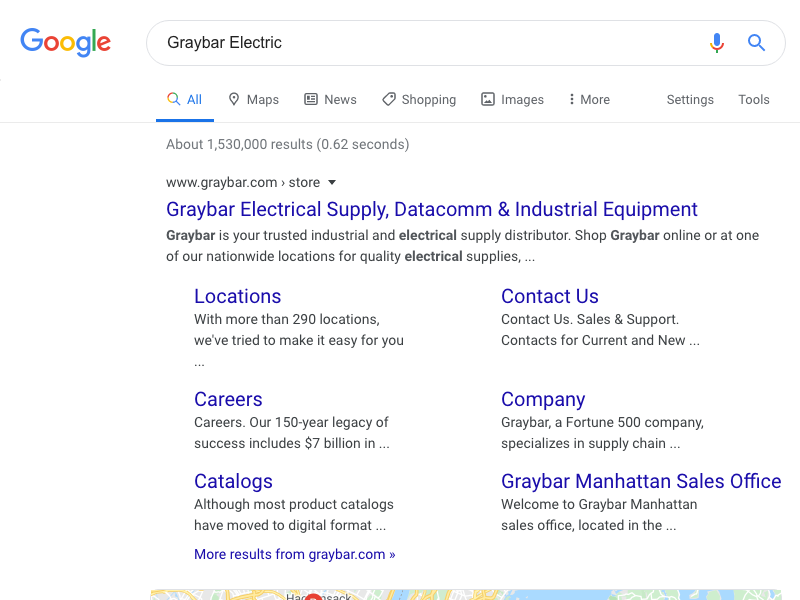 Google
Graybar Electric
All Maps News Shopping Images More Settings Tools
About 1,530,000 results (0.62 seconds)
www.graybar.com › store
Graybar Electrical Supply, Datacomm & Industrial Equipment
Graybar is your trusted industrial and electrical supply distributor. Shop Graybar online or at one
of our nationwide locations for quality electrical supplies, ...
Locations
With more than 290 locations,
we've tried to make it easy for you
...
Contact Us
Contact Us. Sales & Support.
Contacts for Current and New ...
Careers
Careers. Our 150-year legacy of
success includes $7 billion in ...
Company
Graybar, a Fortune 500 company,
specializes in supply chain ...
Catalogs
Although most product catalogs
have moved to digital format ...
Graybar Manhattan Sales Office
Welcome to Graybar Manhattan
sales office, located in the ...
More results from graybar.com »